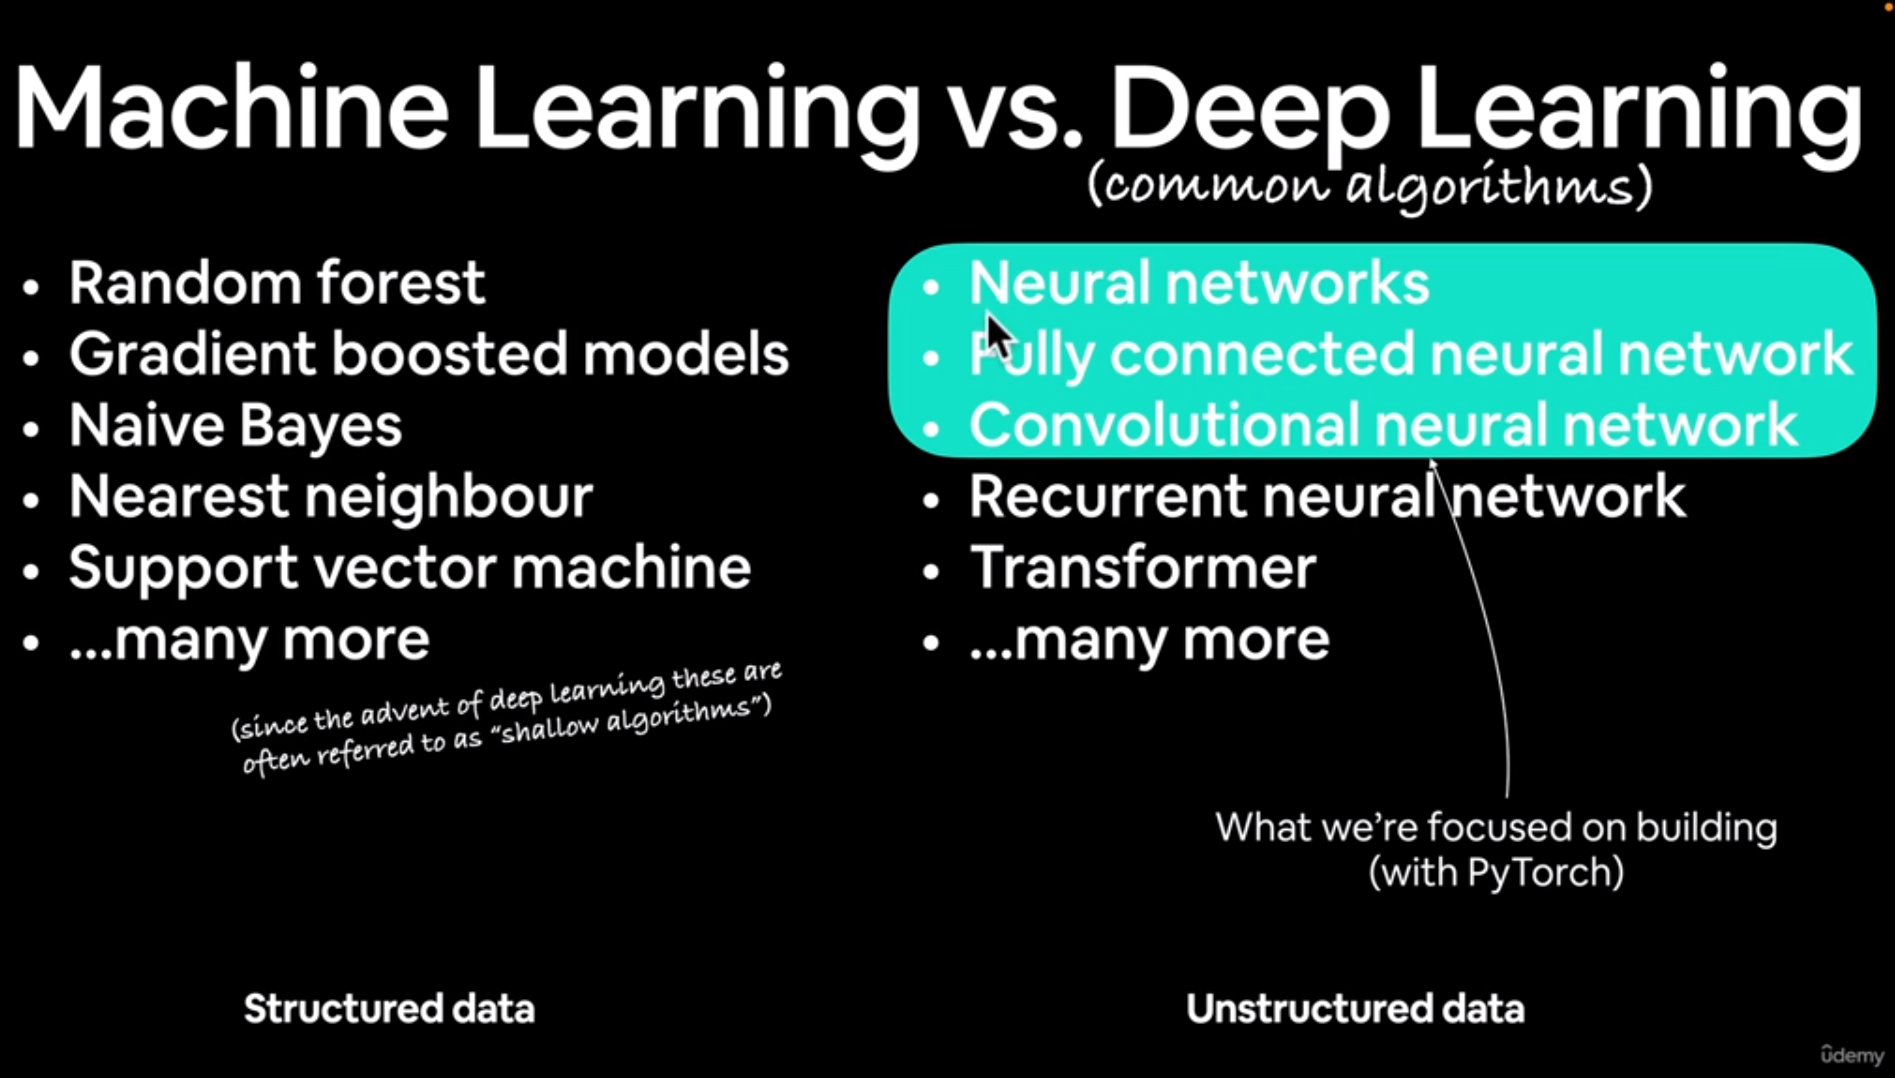 Machine Learning vs. Deep Learning
(common algorithms)
• Random forest
• Gradient boosted models
• Naive Bayes
• Nearest neighbour
• Support vector machine
• ...many more
(since the advent of deep learning these are
often referred to as “shallow algorithms”)
Structured data
• Neural networks
• Fully connected neural network
• Convolutional neural network
• Recurrent neural network
• Transformer
• ...many more
What we’re focused on building
(with PyTorch)
Unstructured data
ûdemy